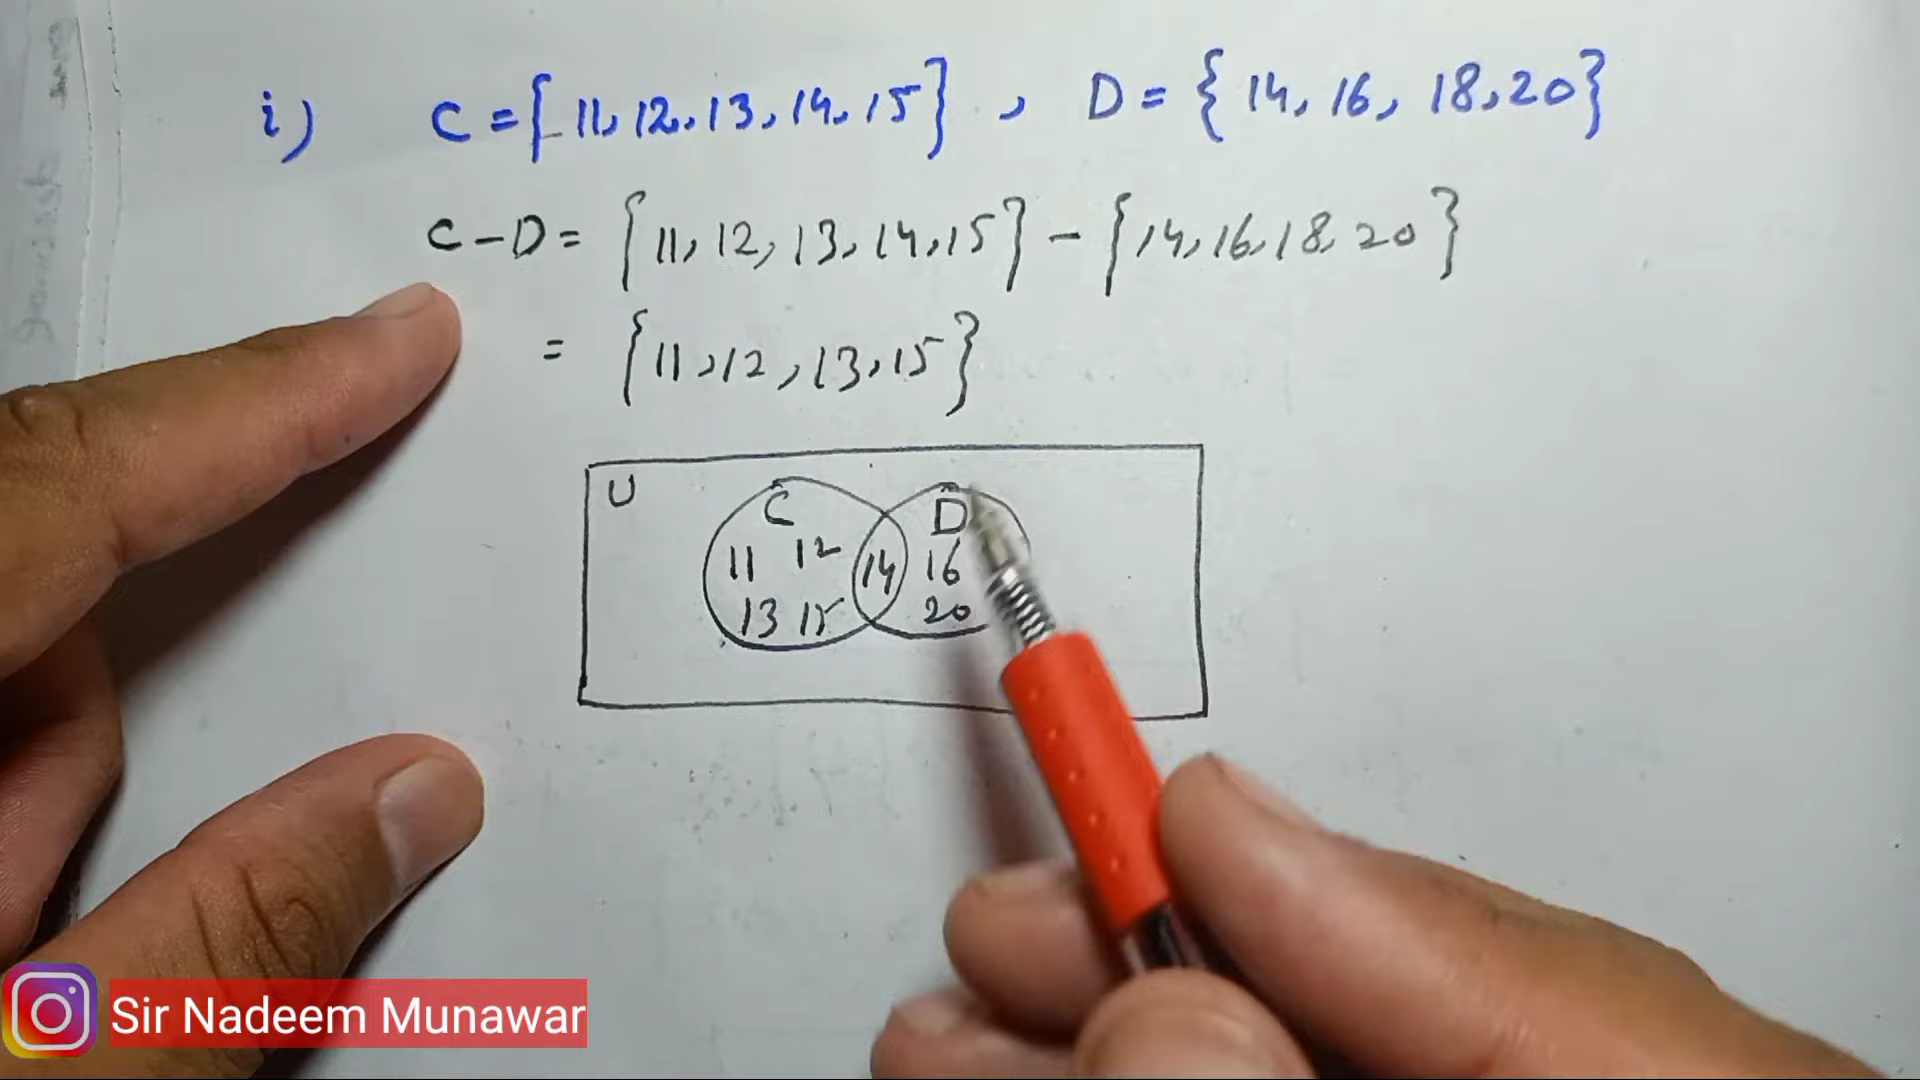 i) C = { 11, 12, 13, 14, 15 } , D = { 14, 16, 18, 20 }
C - D = { 11, 12, 13, 14, 15 } - { 14, 16, 18, 20 }
= { 11, 12, 13, 15 }
U
C D
11 12 14 16
13 15 20
Sir Nadeem Munawar